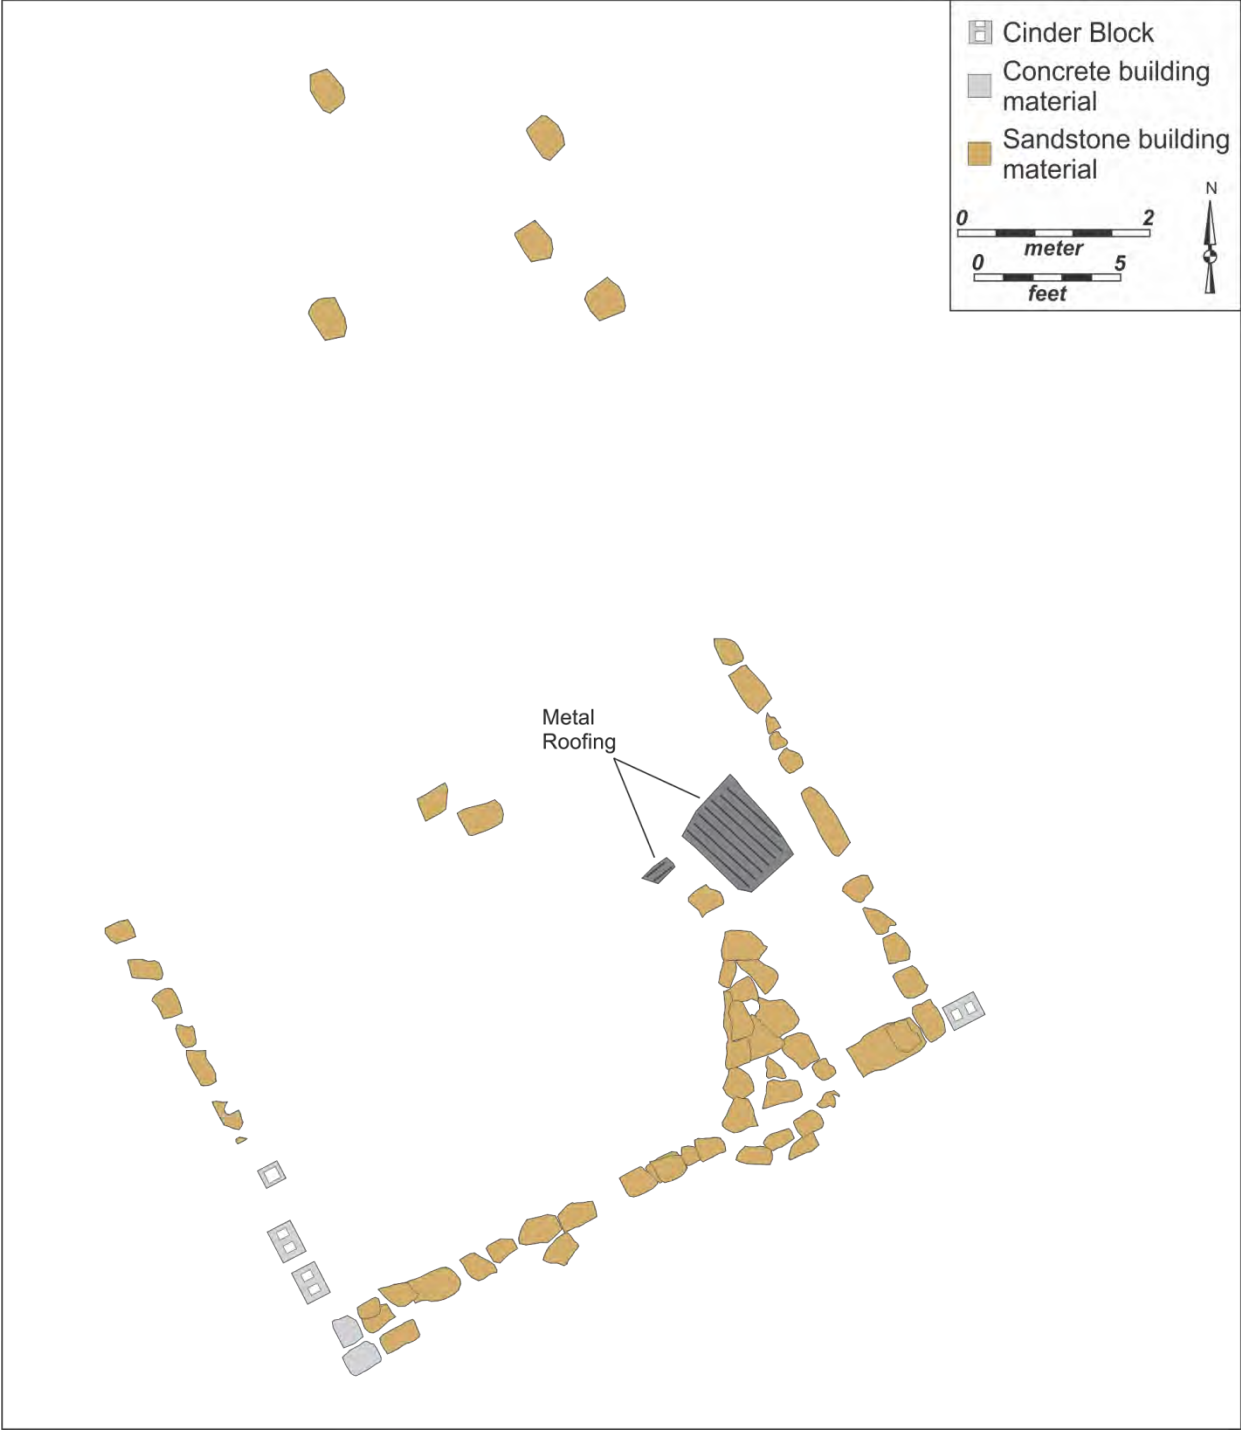 Cinder Block
Concrete building
material
Sandstone building
material
N
0 2
meter
0 5
feet
Metal
Roofing